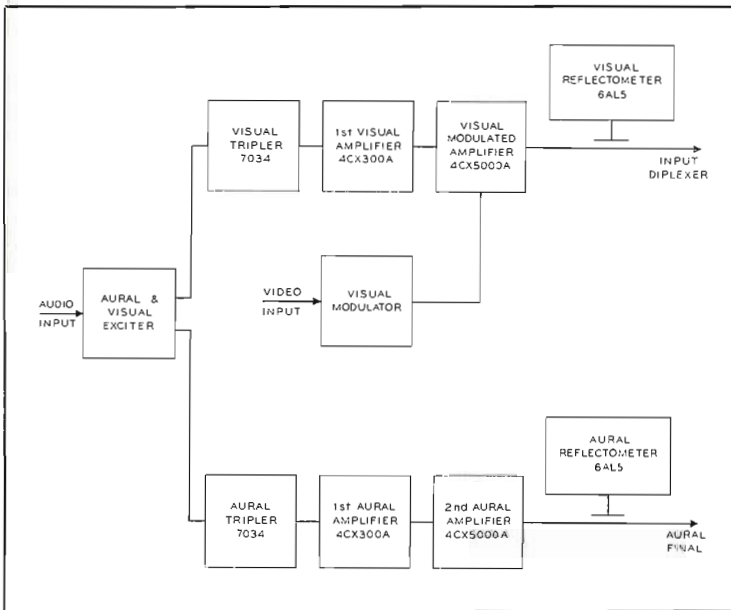 VISUAL
REFLECTOMETER
6AL5
VISUAL
TRIPLER
7034
1st VISUAL
AMPLIFIER
4CX300A
VISUAL
MODULATED
AMPLIFIER
4CX5000A
INPUT
DIPLEXER
AUDIO
INPUT
AURAL &
VISUAL
EXCITER
VIDEO
INPUT
VISUAL
MODULATOR
AURAL
REFLECTOMETER
6AL5
AURAL
TRIPLER
7034
1st AURAL
AMPLIFIER
4CX300A
2nd AURAL
AMPLIFIER
4CX5000A
AURAL
FINAL